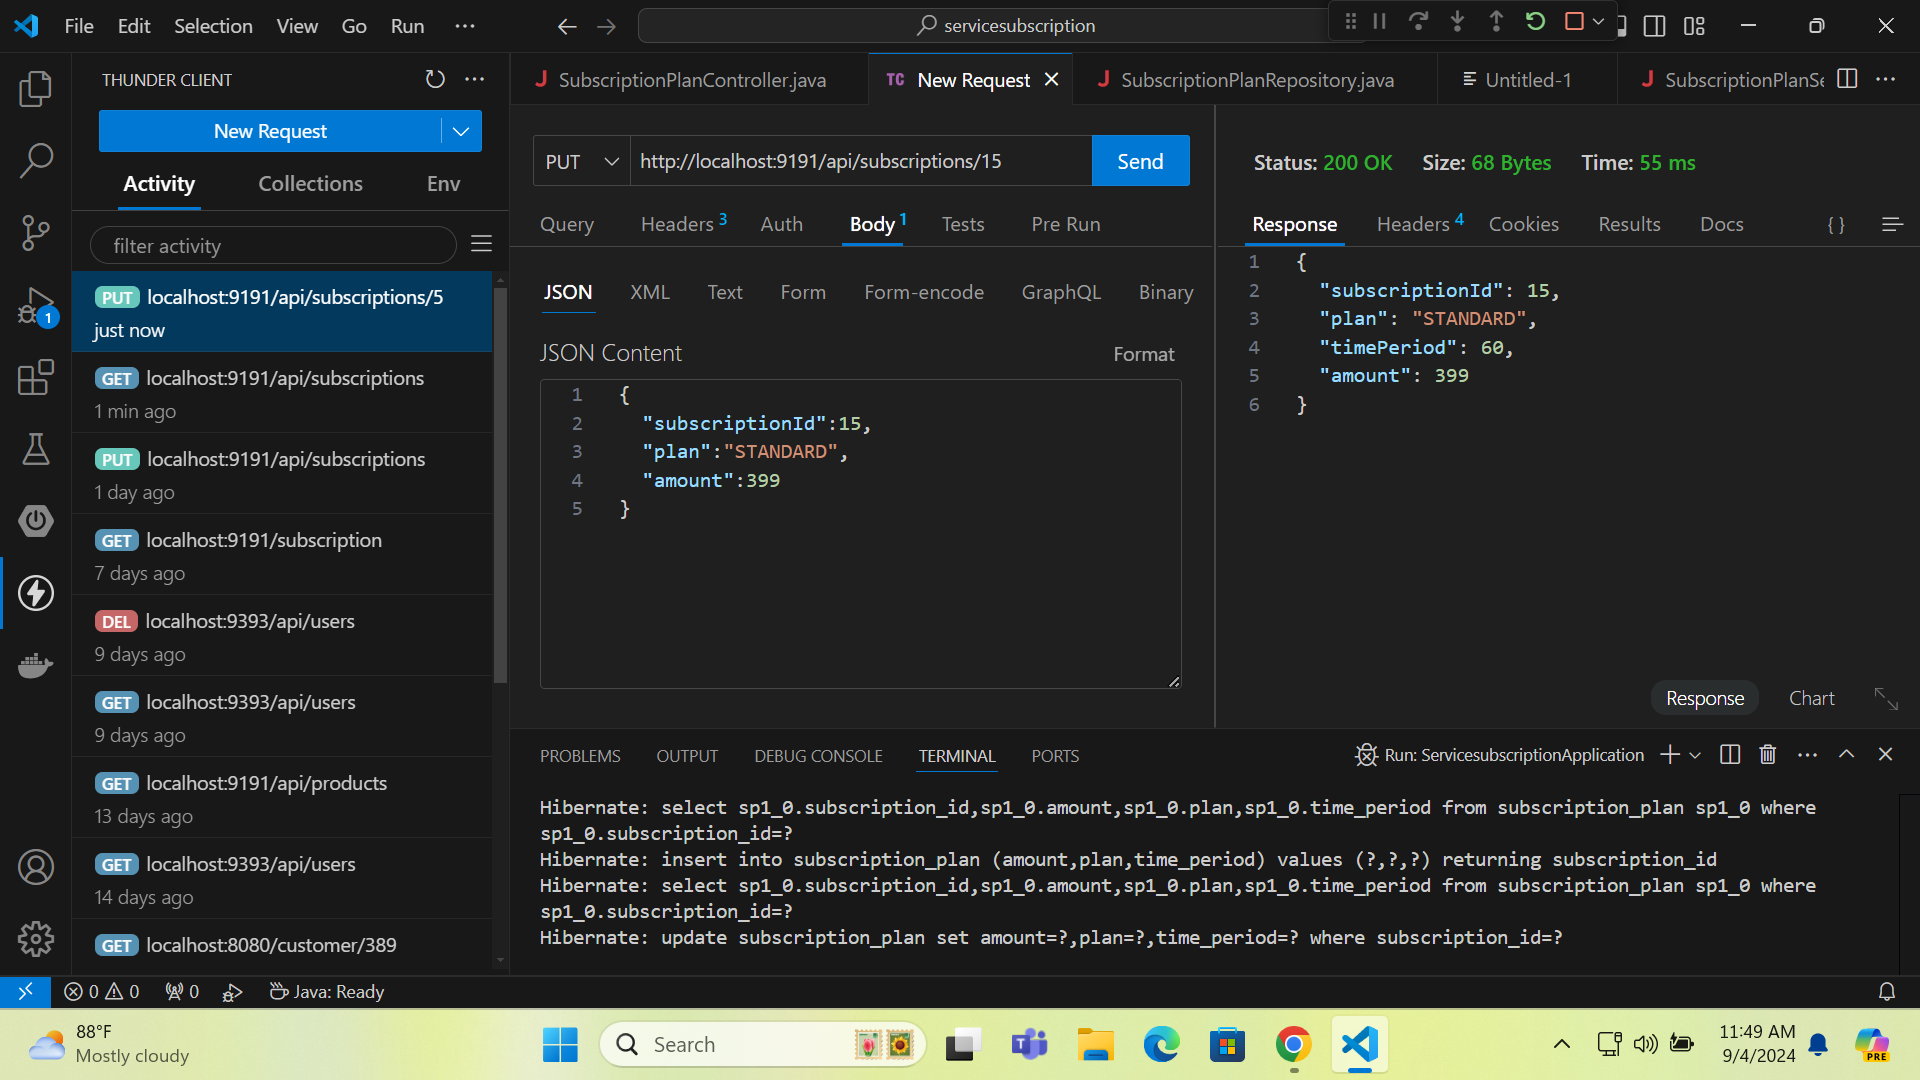 File Edit Selection View Go Run ···
servicesubscription
THUNDER CLIENT
New Request
Activity Collections Env
filter activity
PUT localhost:9191/api/subscriptions/5
just now
GET localhost:9191/api/subscriptions
1 min ago
PUT localhost:9191/api/subscriptions
1 day ago
GET localhost:9191/subscription
7 days ago
DEL localhost:9393/api/users
9 days ago
GET localhost:9393/api/users
9 days ago
GET localhost:9191/api/products
13 days ago
GET localhost:9393/api/users
14 days ago
GET localhost:8080/customer/389
1
J SubscriptionPlanController.java TC New Request J SubscriptionPlanRepository.java Untitled-1 J SubscriptionPlanSe
PUT http://localhost:9191/api/subscriptions/15 Send
Query Headers 3 Auth Body 1 Tests Pre Run
JSON XML Text Form Form-encode GraphQL Binary
JSON Content Format
1 {
2 "subscriptionId":15,
3 "plan":"STANDARD",
4 "amount":399
5 }
Status: 200 OK Size: 68 Bytes Time: 55 ms
Response Headers 4 Cookies Results Docs { }
1 {
2 "subscriptionId": 15,
3 "plan": "STANDARD",
4 "timePeriod": 60,
5 "amount": 399
6 }
Response Chart
PROBLEMS OUTPUT DEBUG CONSOLE TERMINAL PORTS
Run: ServicesubscriptionApplication
Hibernate: select sp1_0.subscription_id,sp1_0.amount,sp1_0.plan,sp1_0.time_period from subscription_plan sp1_0 where
sp1_0.subscription_id=?
Hibernate: insert into subscription_plan (amount,plan,time_period) values (?,?,?) returning subscription_id
Hibernate: select sp1_0.subscription_id,sp1_0.amount,sp1_0.plan,sp1_0.time_period from subscription_plan sp1_0 where
sp1_0.subscription_id=?
Hibernate: update subscription_plan set amount=?,plan=?,time_period=? where subscription_id=?
0 0 0 Java: Ready
88°F
Mostly cloudy
Search
11:49 AM
9/4/2024
PRE